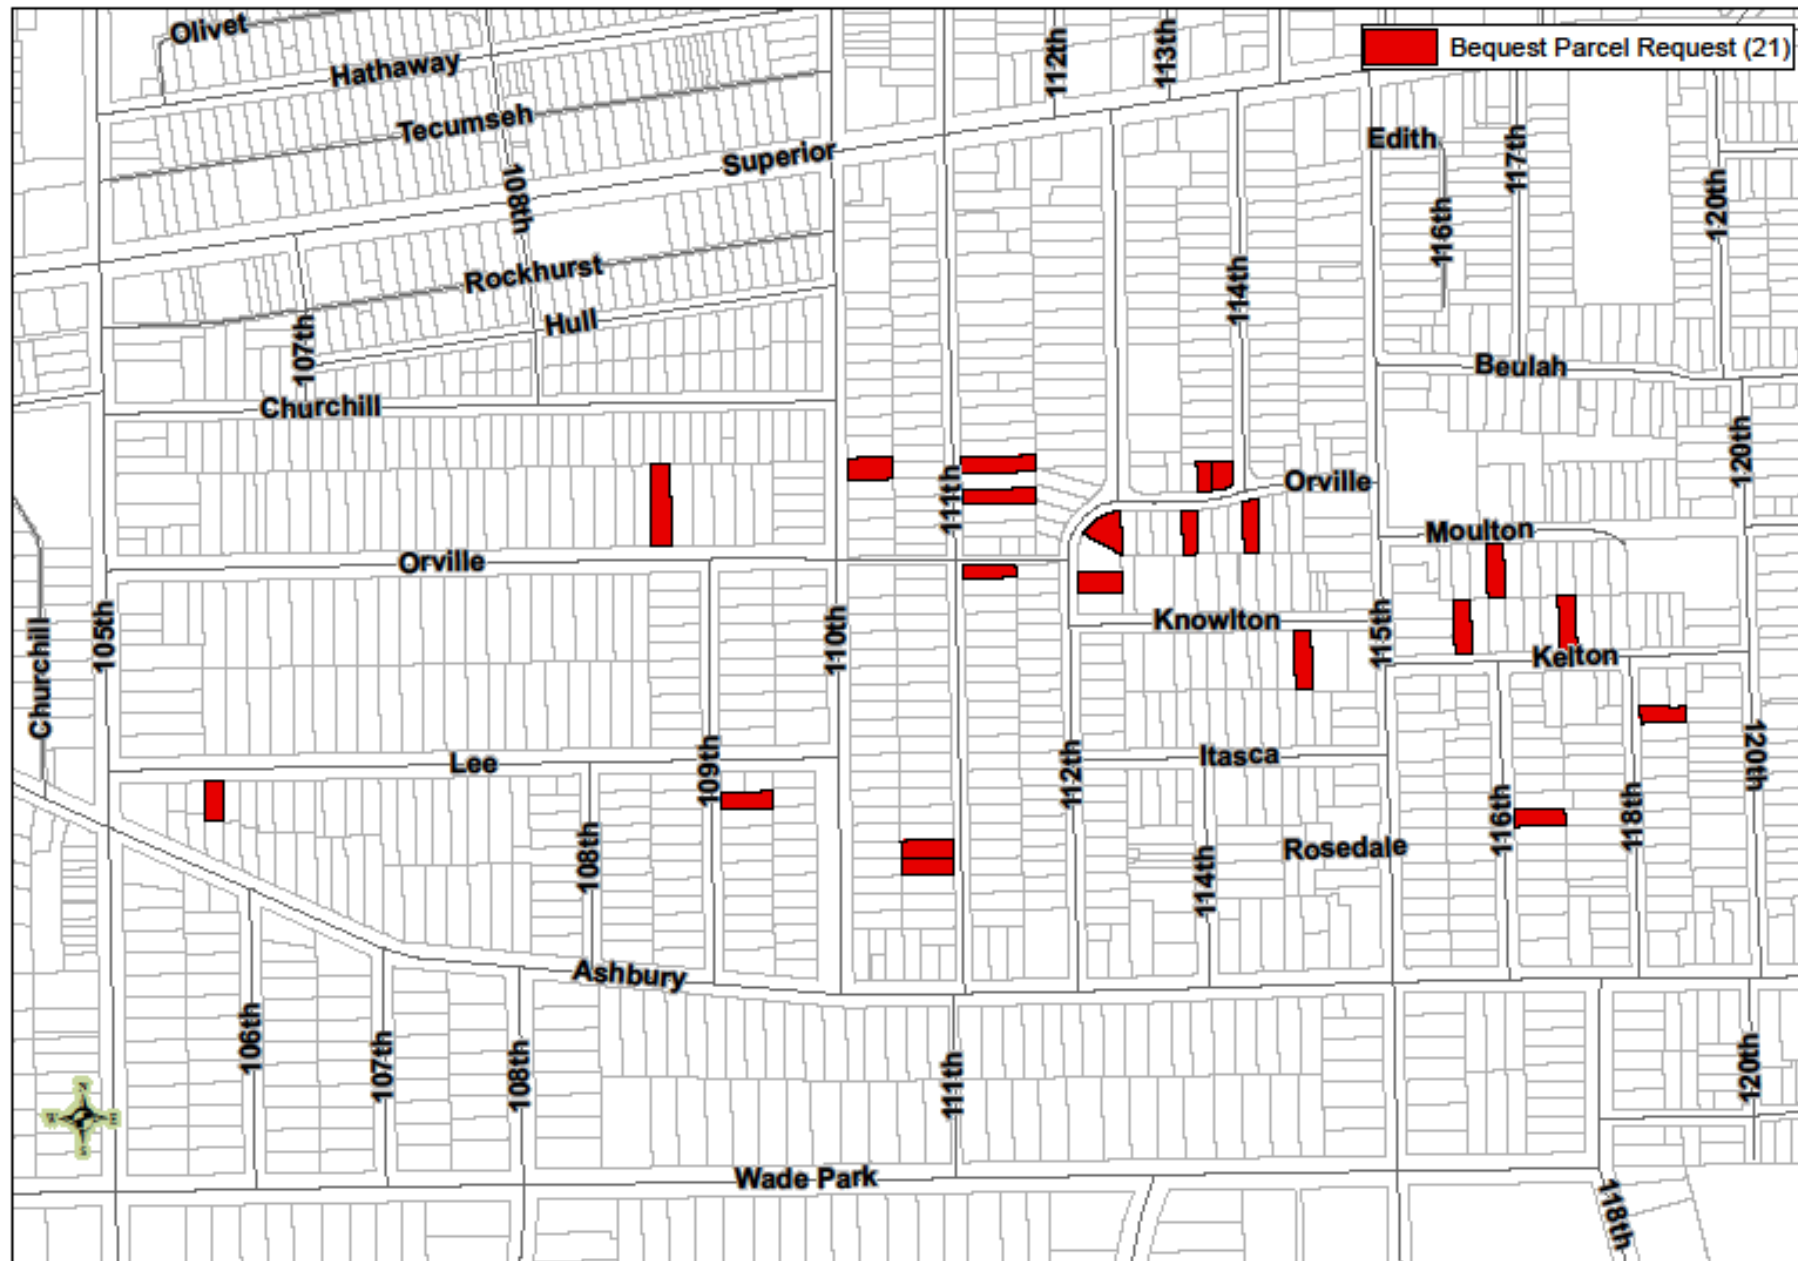 Olivet
Hathaway
112th
113th
Bequest Parcel Request (21)
Tecumseh
Edith
117th
Superior
108th
116th
120th
Rockhurst
114th
Hull
107th
Beulah
Churchill
120th
111th
Orville
Moulton
Orville
Churchill
105th
110th
Knowlton
115th
Kelton
Lee
109th
112th
Itasca
120th
108th
114th
Rosedale
116th
118th
Ashbury
106th
107th
108th
111th
120th
Wade Park
118th